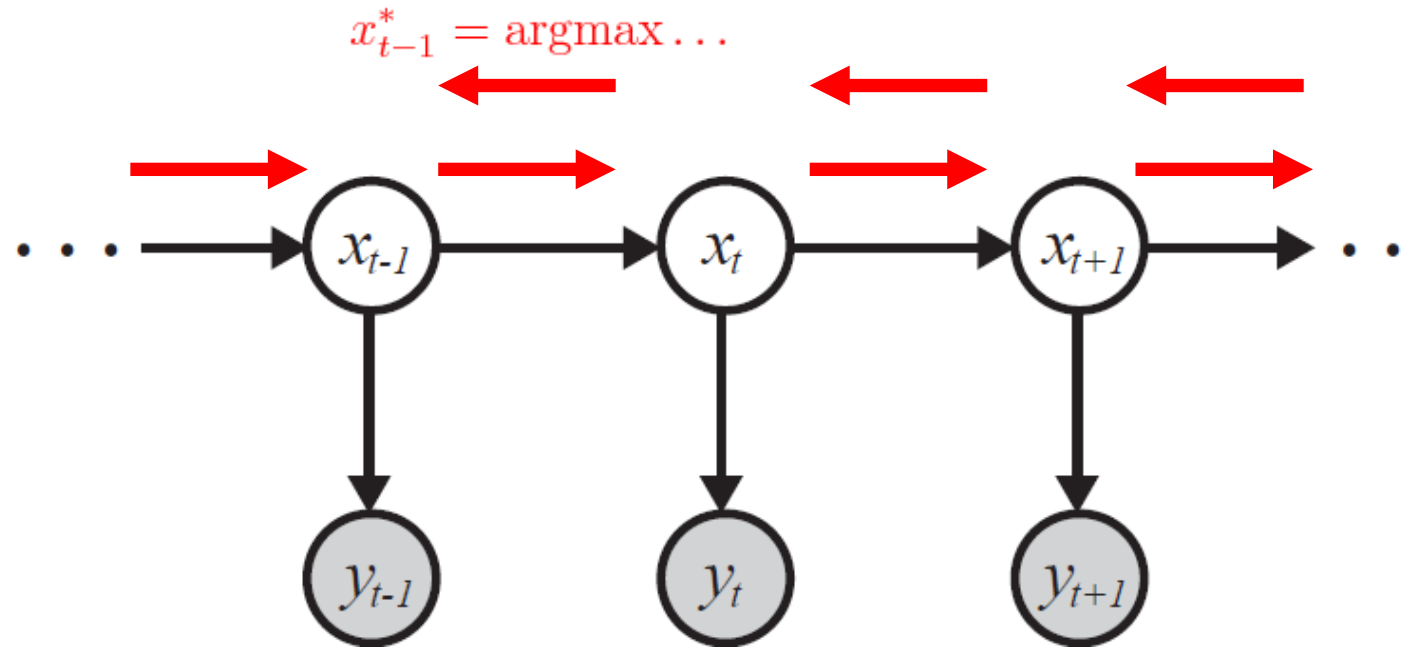 x*_{t-1} = argmax ...
... x_{t-1} x_t x_{t+1} ..
y_{t-1} y_t y_{t+1}